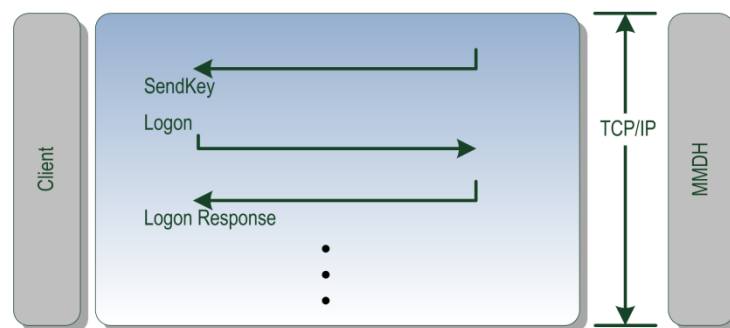 Client
SendKey
Logon
Logon Response
TCP/IP
MMDH